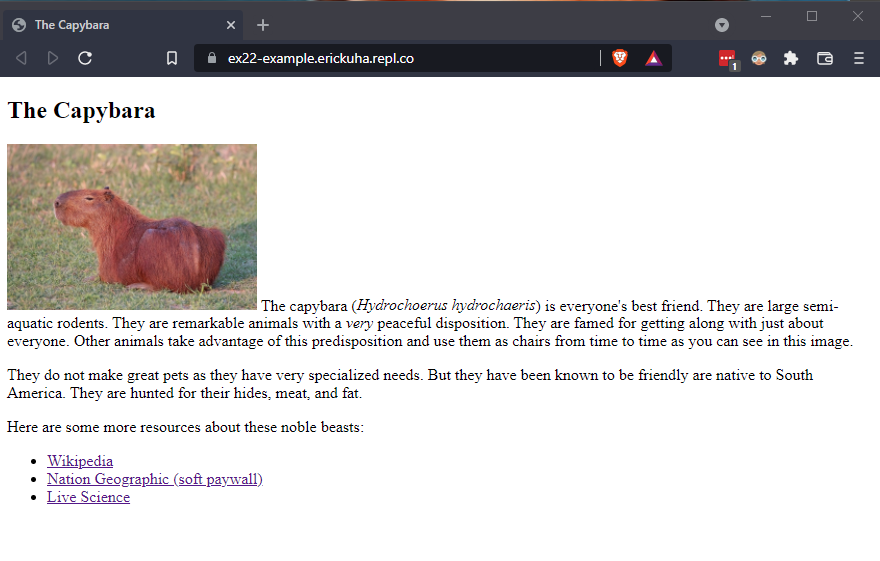 The Capybara
ex22-example.erickuha.repl.co
1
The Capybara
The capybara (Hydrochoerus hydrochaeris) is everyone's best friend. They are large semi-
aquatic rodents. They are remarkable animals with a very peaceful disposition. They are famed for getting along with just about
everyone. Other animals take advantage of this predisposition and use them as chairs from time to time as you can see in this image.
They do not make great pets as they have very specialized needs. But they have been known to be friendly are native to South
America. They are hunted for their hides, meat, and fat.
Here are some more resources about these noble beasts:
Wikipedia
Nation Geographic (soft paywall)
Live Science